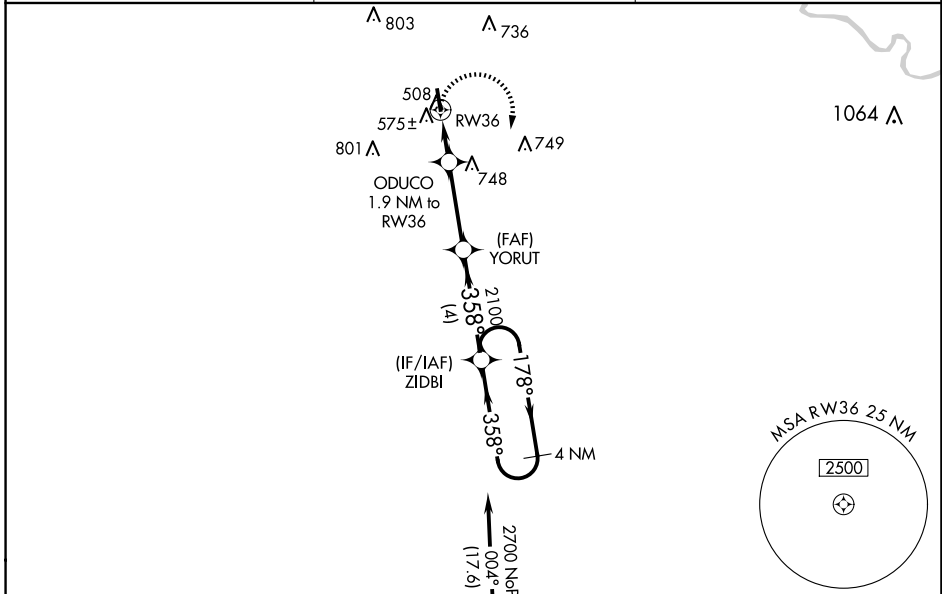 803
736
508
575±
RW36
1064
801
749
748
ODUCO
1.9 NM to
RW36
(FAF)
YORUT
2100
358°
(4)
(IF/IAF)
ZIDBI
178°
358°
4 NM
MSA RW36 25 NM
2500
2700
004°
(17.6)